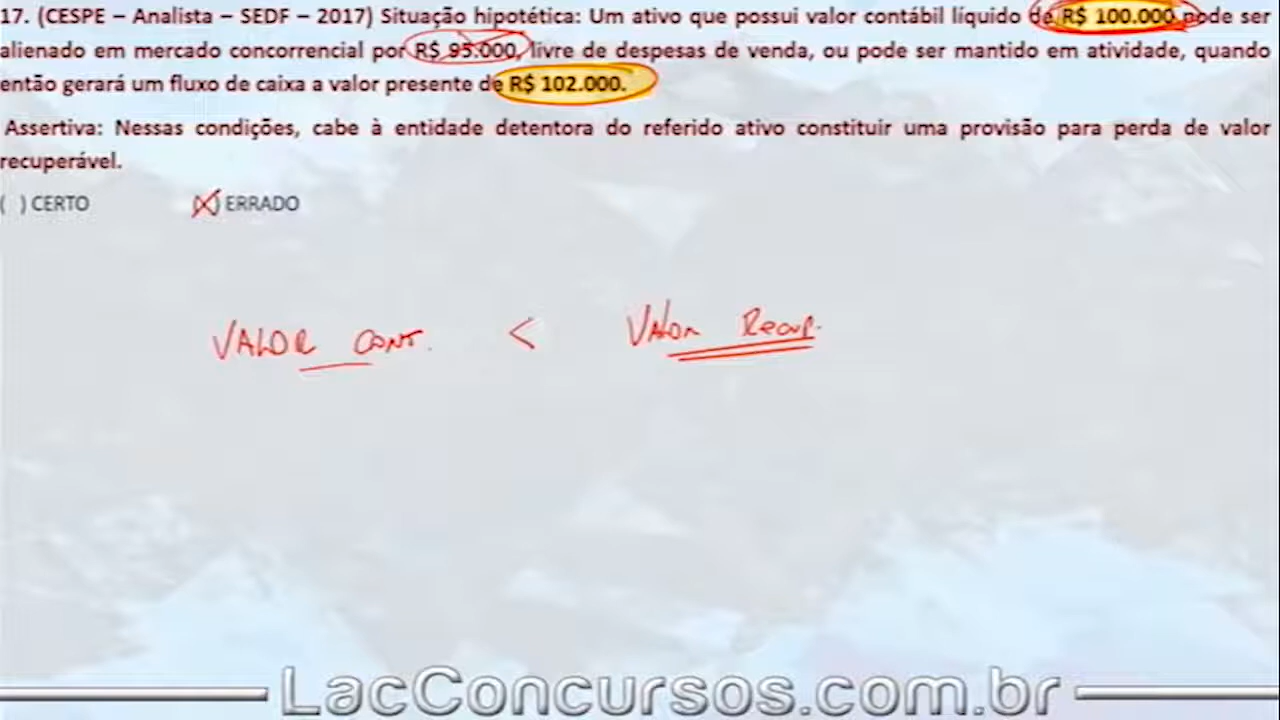 17. (CESPE – Analista – SEDF – 2017) Situação hipotética: Um ativo que possui valor contábil líquido de R$ 100.000 pode ser
alienado em mercado concorrencial por R$ 95.000, livre de despesas de venda, ou pode ser mantido em atividade, quando
então gerará um fluxo de caixa a valor presente de R$ 102.000.
Assertiva: Nessas condições, cabe à entidade detentora do referido ativo constituir uma provisão para perda de valor
recuperável.
( ) CERTO (X) ERRADO
VALOR CONT. < VALOR RECUP.
LacConcursos.com.br